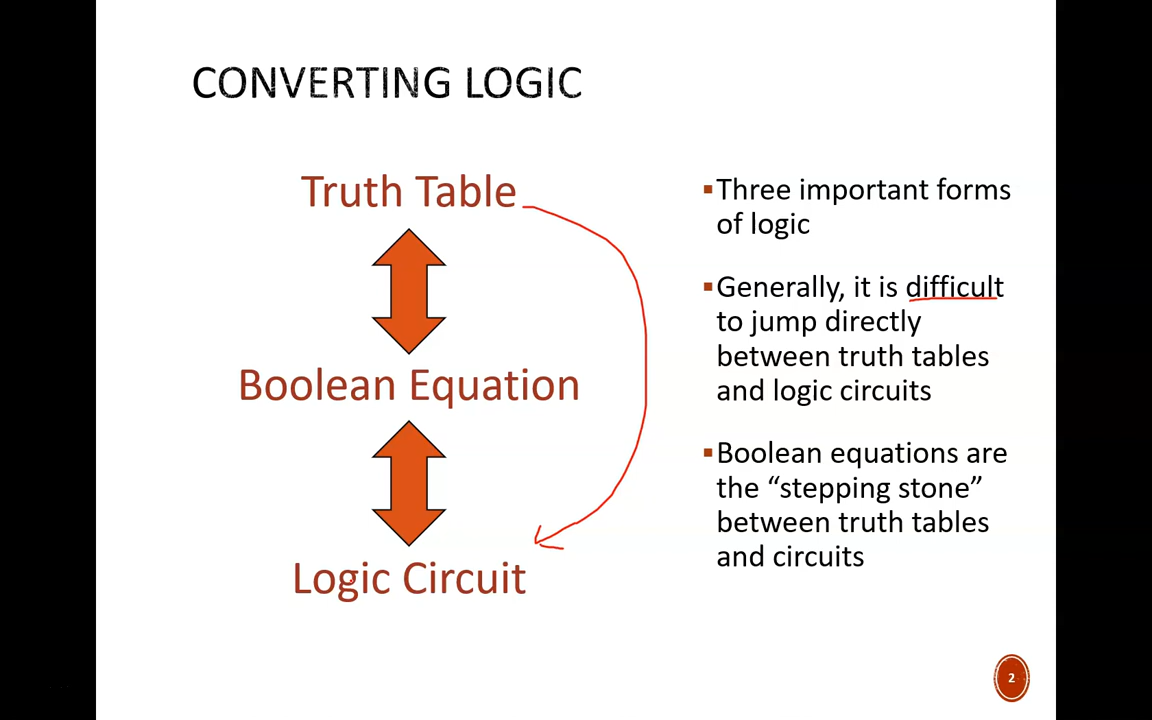 CONVERTING LOGIC
Truth Table
Boolean Equation
Logic Circuit
▪Three important forms
of logic
▪Generally, it is difficult
to jump directly
between truth tables
and logic circuits
▪Boolean equations are
the “stepping stone”
between truth tables
and circuits
2